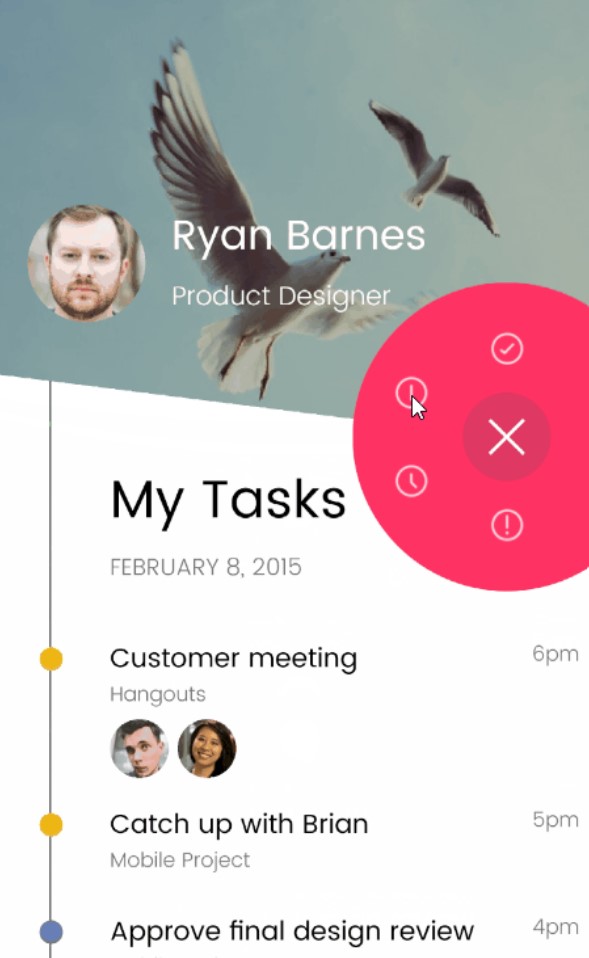 Ryan Barnes
Product Designer
My Tasks
FEBRUARY 8, 2015
Customer meeting
6pm
Hangouts
Catch up with Brian
5pm
Mobile Project
Approve final design review
4pm